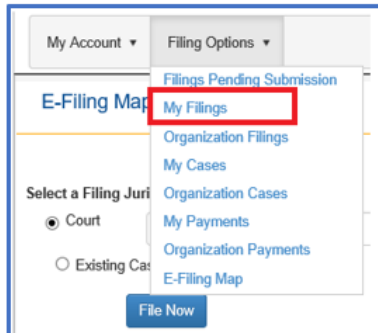 My Account ▾ Filing Options ▾
Filings Pending Submission
E-Filing Map
My Filings
Organization Filings
My Cases
Select a Filing Juri
Organization Cases
Court
My Payments
Organization Payments
Existing Cas
E-Filing Map
File Now